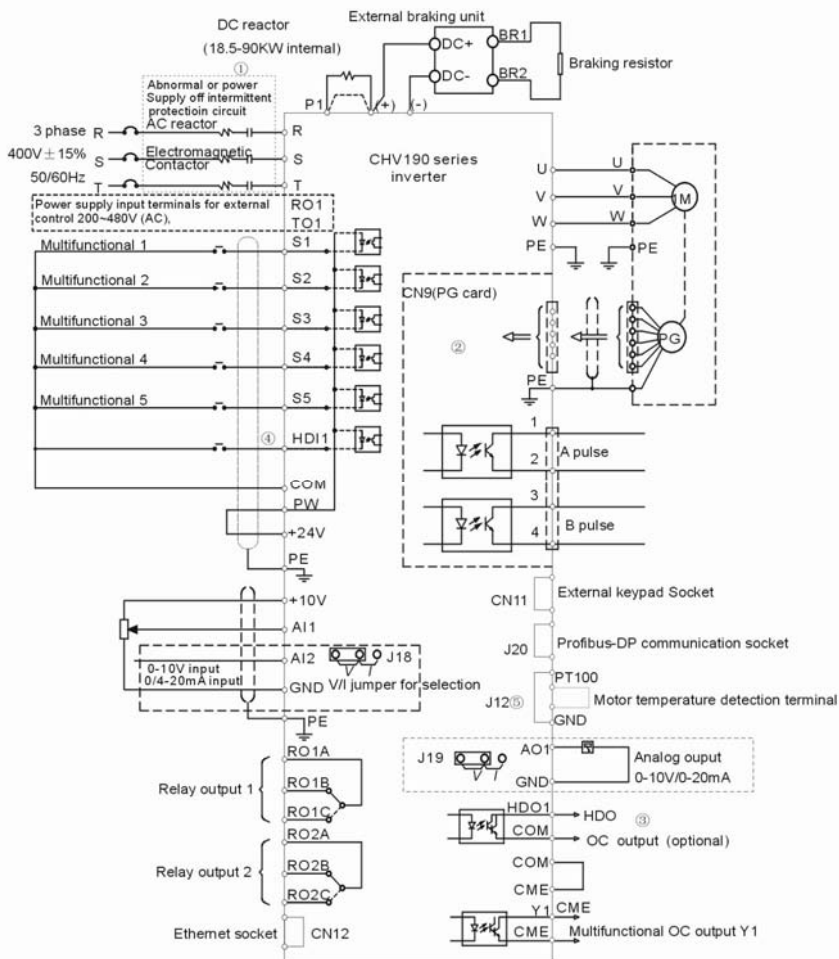 External braking unit
DC reactor
(18.5-90KW internal)
①
DC+
BR1
DC-
BR2
Braking resistor
Abnormal or power
Supply off intermittent
protectioin circuit
P1
(+)
(-)
AC reactor
3 phase
R
R
400V±15%
S
Electromagnetic
Contactor
S
50/60Hz
T
T
CHV190 series
inverter
U
U
V
V
W
W
1M
PE
PE
Power supply input terminals for external
control 200~480V (AC),
RO1
TO1
Multifunctional 1
S1
Multifunctional 2
S2
Multifunctional 3
S3
Multifunctional 4
S4
Multifunctional 5
S5
④
HDI1
COM
PW
+24V
PE
CN9(PG card)
②
PG
PE
1
2
A pulse
3
4
B pulse
+10V
AI1
AI2
J18
0-10V input
0/4-20mA input
V
I
GND
V/I jumper for selection
PE
CN11
External keypad Socket
J20
Profibus-DP communication socket
PT100
J12⑤
Motor temperature detection terminal
GND
J19
V
I
AO1
Analog ouput
0-10V/0-20mA
GND
RO1A
Relay output 1
RO1B
RO1C
RO2A
Relay output 2
RO2B
RO2C
Ethernet socket
CN12
HDO1
HDO
③
COM
OC output (optional)
COM
CME
Y1
CME
CME
Multifunctional OC output Y1